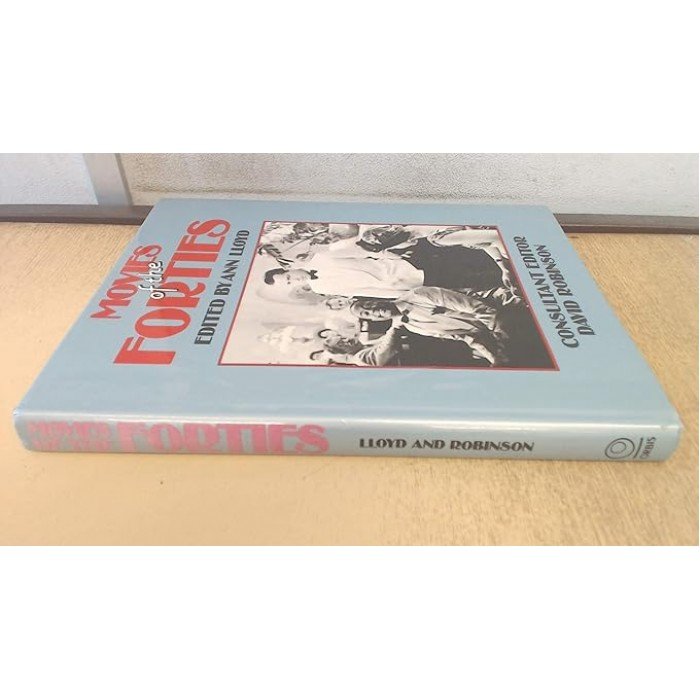 MOVIES
of the
FORTIES
EDITED BY ANN LLOYD
CONSULTANT EDITOR
DAVID ROBINSON
MOVIES
OF THE
FORTIES
LLOYD AND ROBINSON
ORBIS